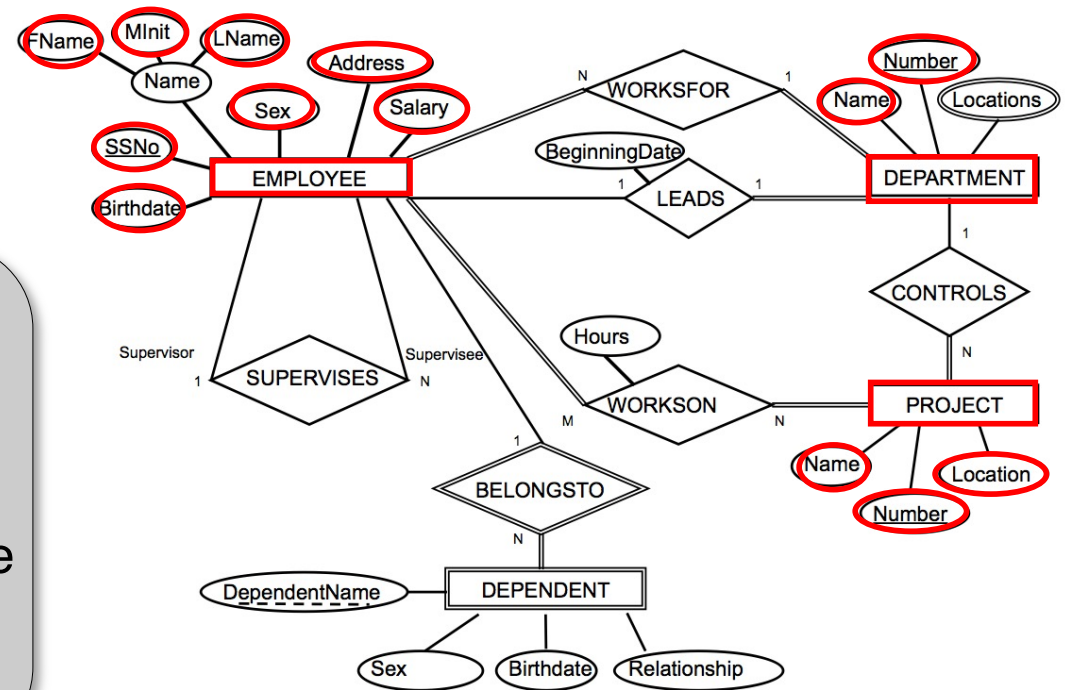 FName
MInit
LName
Name
Address
Sex
Salary
SSNo
EMPLOYEE
Birthdate
N
WORKSFOR
1
Number
Name
Locations
BeginningDate
1
LEADS
1
DEPARTMENT
1
CONTROLS
N
Supervisor
1
SUPERVISES
Supervisee
N
Hours
M
WORKSON
N
PROJECT
Name
Number
Location
1
BELONGSTO
N
DependentName
DEPENDENT
Sex
Birthdate
Relationship
e